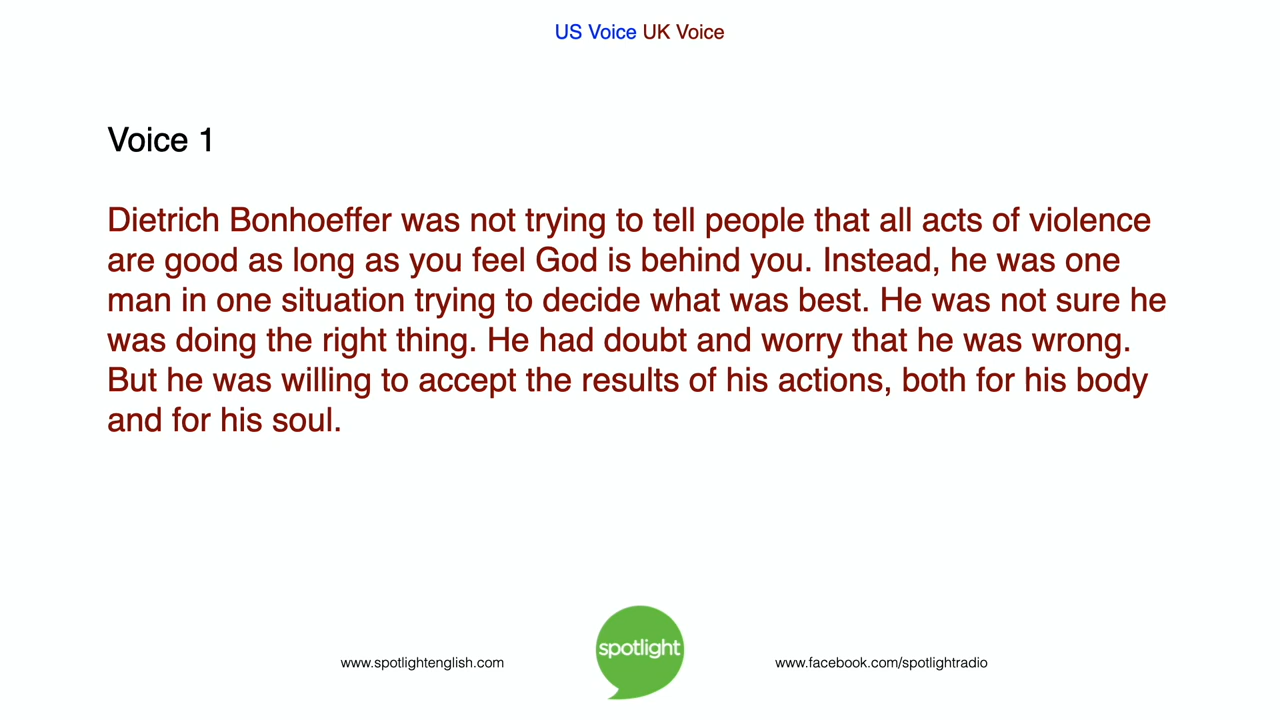 US Voice UK Voice
Voice 1
Dietrich Bonhoeffer was not trying to tell people that all acts of violence
are good as long as you feel God is behind you. Instead, he was one
man in one situation trying to decide what was best. He was not sure he
was doing the right thing. He had doubt and worry that he was wrong.
But he was willing to accept the results of his actions, both for his body
and for his soul.
www.spotlightenglish.com
spotlight
www.facebook.com/spotlightradio